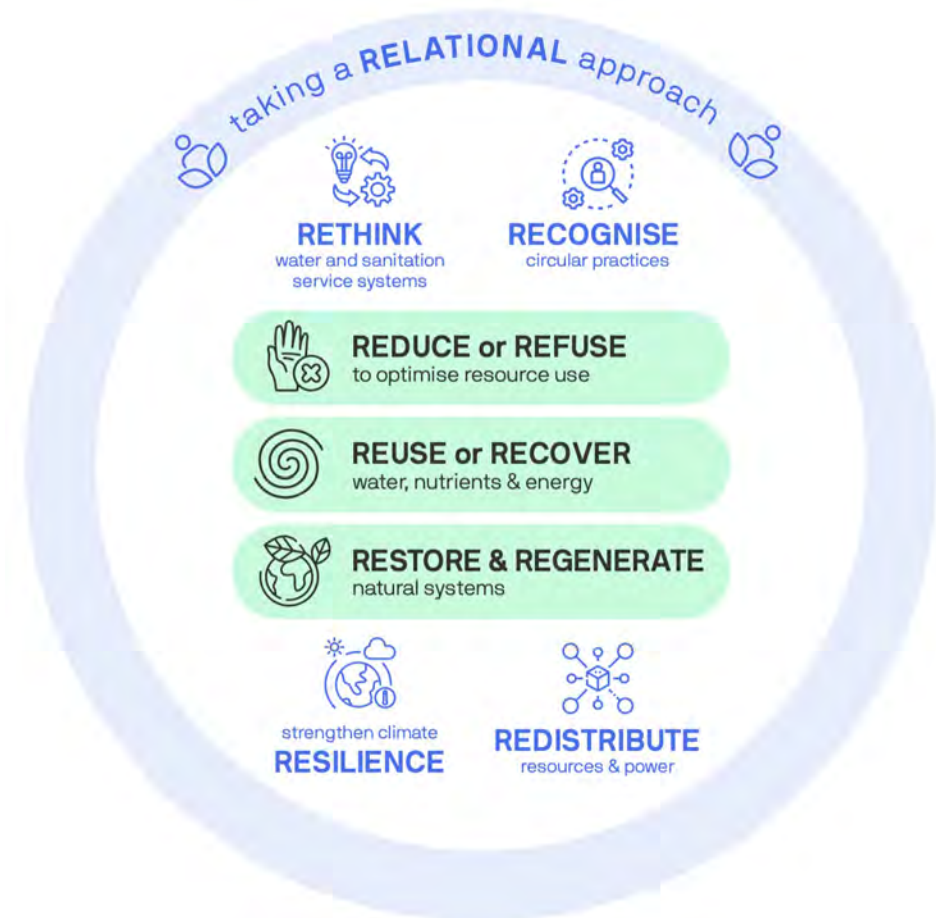 taking a RELATIONAL approach
RETHINK
water and sanitation
service systems
RECOGNISE
circular practices
REDUCE or REFUSE
to optimise resource use
REUSE or RECOVER
water, nutrients & energy
RESTORE & REGENERATE
natural systems
strengthen climate
RESILIENCE
REDISTRIBUTE
resources & power